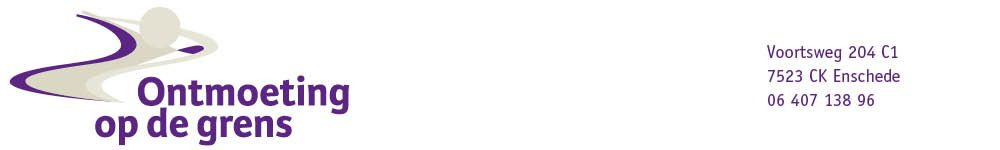 Ontmoeting
op de grens
Voortsweg 204 C1
7523 CK Enschede
06 407 138 96